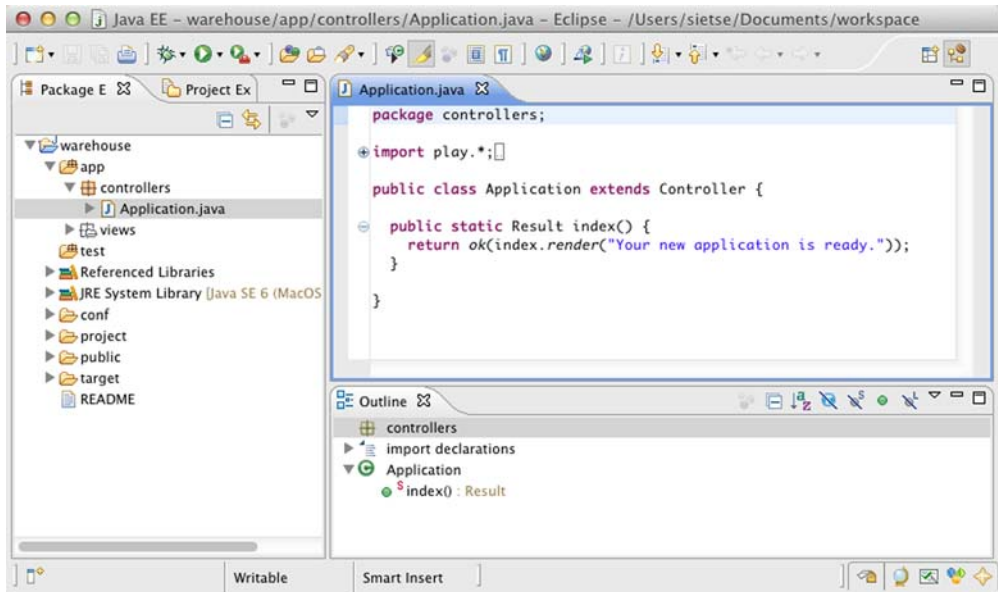 Java EE – warehouse/app/controllers/Application.java – Eclipse – /Users/sietse/Documents/workspace
Package E
Project Ex
warehouse
app
controllers
Application.java
views
test
Referenced Libraries
JRE System Library [Java SE 6 (MacOS
conf
project
public
target
README
Application.java
package controllers;
import play.*;
public class Application extends Controller {
public static Result index() {
return ok(index.render("Your new application is ready."));
}
}
Outline
controllers
import declarations
Application
index() : Result
Writable
Smart Insert